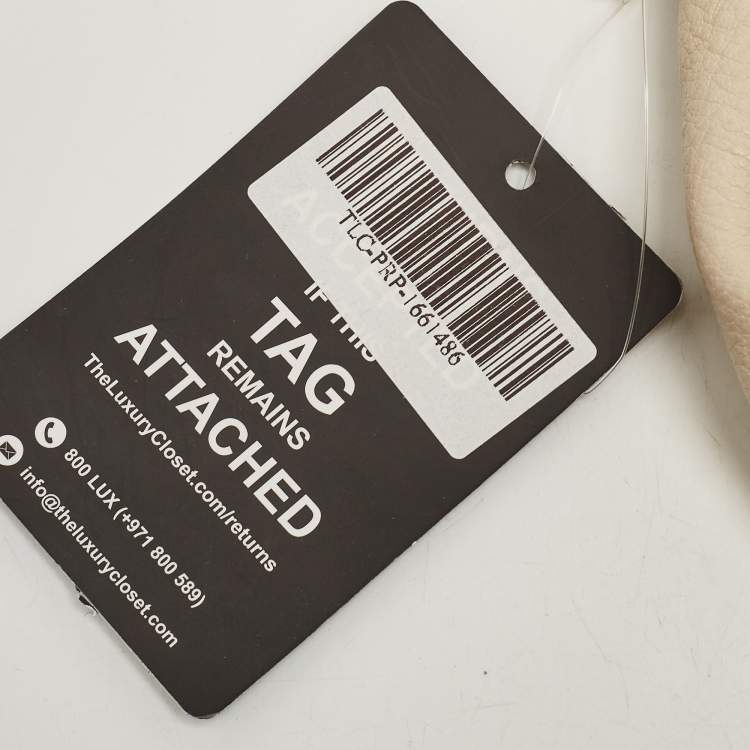 ACCEPTED
TLC-PRP-1661486
IF THIS
TAG
REMAINS
ATTACHED
TheLuxuryCloset.com/returns
800 LUX (+971 800 589)
info@theluxurycloset.com